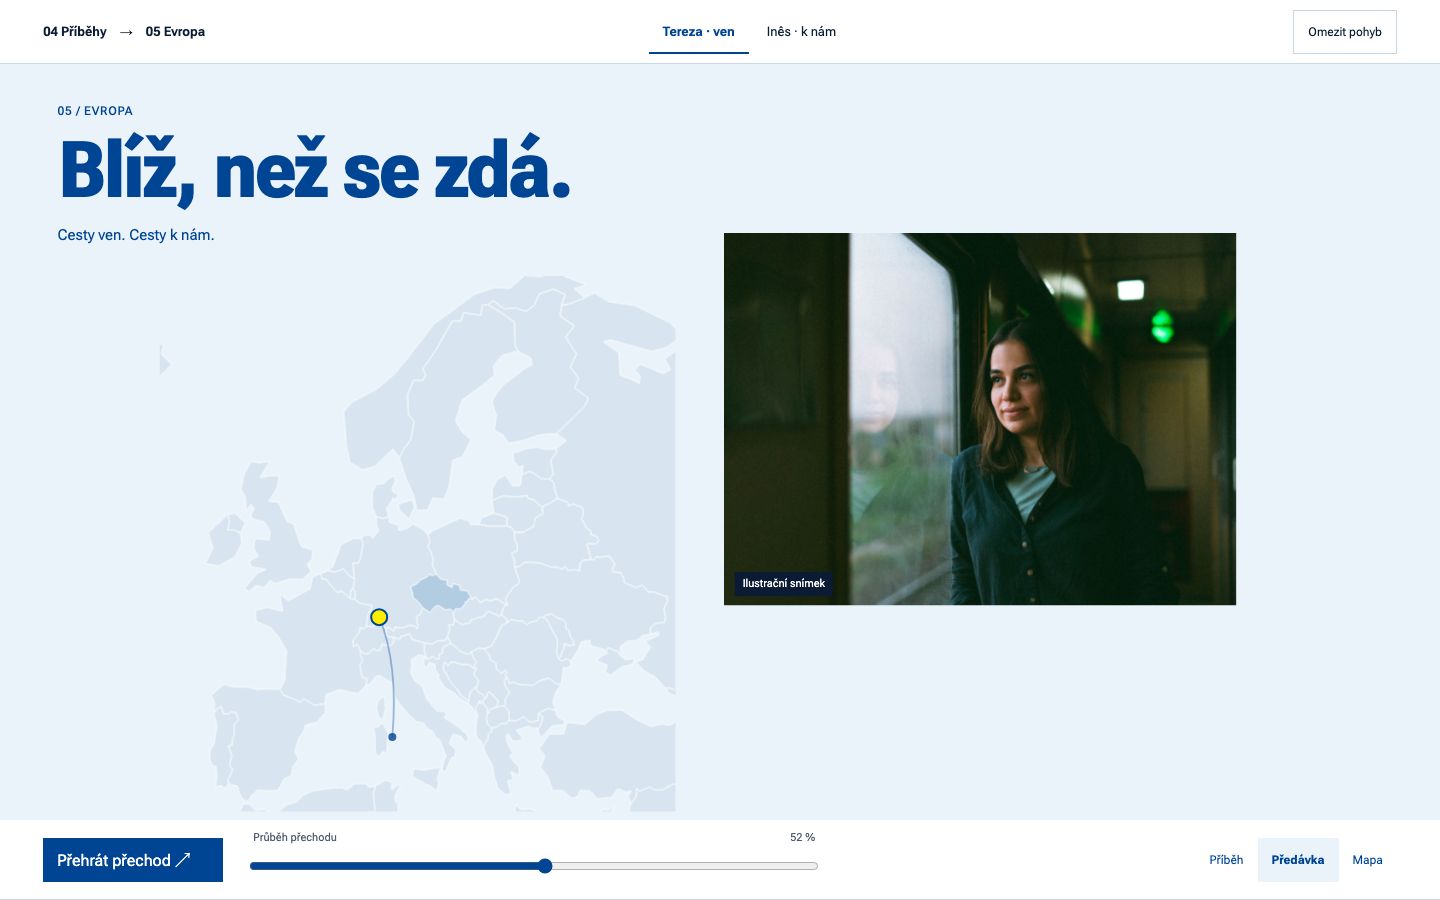 04 Příběhy → 05 Evropa
Tereza · ven
Inês · k nám
Omezit pohyb
05 / EVROPA
Blíž, než se zdá.
Cesty ven. Cesty k nám.
Ilustrační snímek
Přehrát přechod ↗
Průběh přechodu
52 %
Příběh
Předávka
Mapa